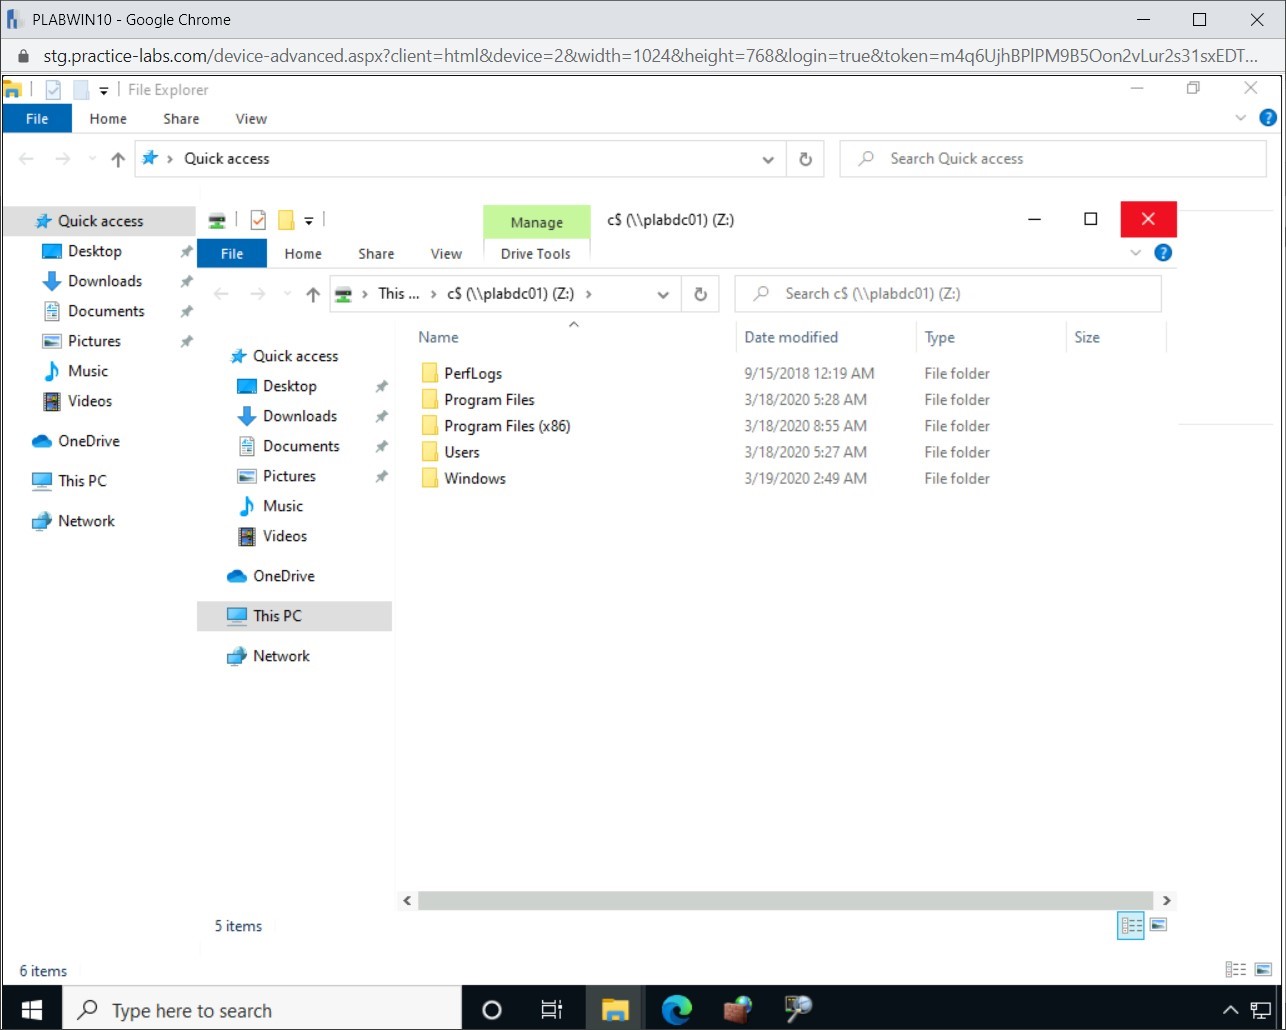 PLABWIN10 - Google Chrome
stg.practice-labs.com/device-advanced.aspx?client=html&device=2&width=1024&height=768&login=true&token=m4q6UjhBPlPM9B5Oon2vLur2s31sxEDT...
File Explorer
File Home Share View
Quick access
Search Quick access
Quick access
Desktop
Downloads
Documents
Pictures
Music
Videos
OneDrive
This PC
Network
Manage
c$ (\\plabdc01) (Z:)
File Home Share View Drive Tools
This ... › c$ (\\plabdc01) (Z:) ›
Search c$ (\\plabdc01) (Z:)
Quick access
Desktop
Downloads
Documents
Pictures
Music
Videos
OneDrive
This PC
Network
Name Date modified Type Size
PerfLogs 9/15/2018 12:19 AM File folder
Program Files 3/18/2020 5:28 AM File folder
Program Files (x86) 3/18/2020 8:55 AM File folder
Users 3/18/2020 5:27 AM File folder
Windows 3/19/2020 2:49 AM File folder
5 items
6 items
Type here to search